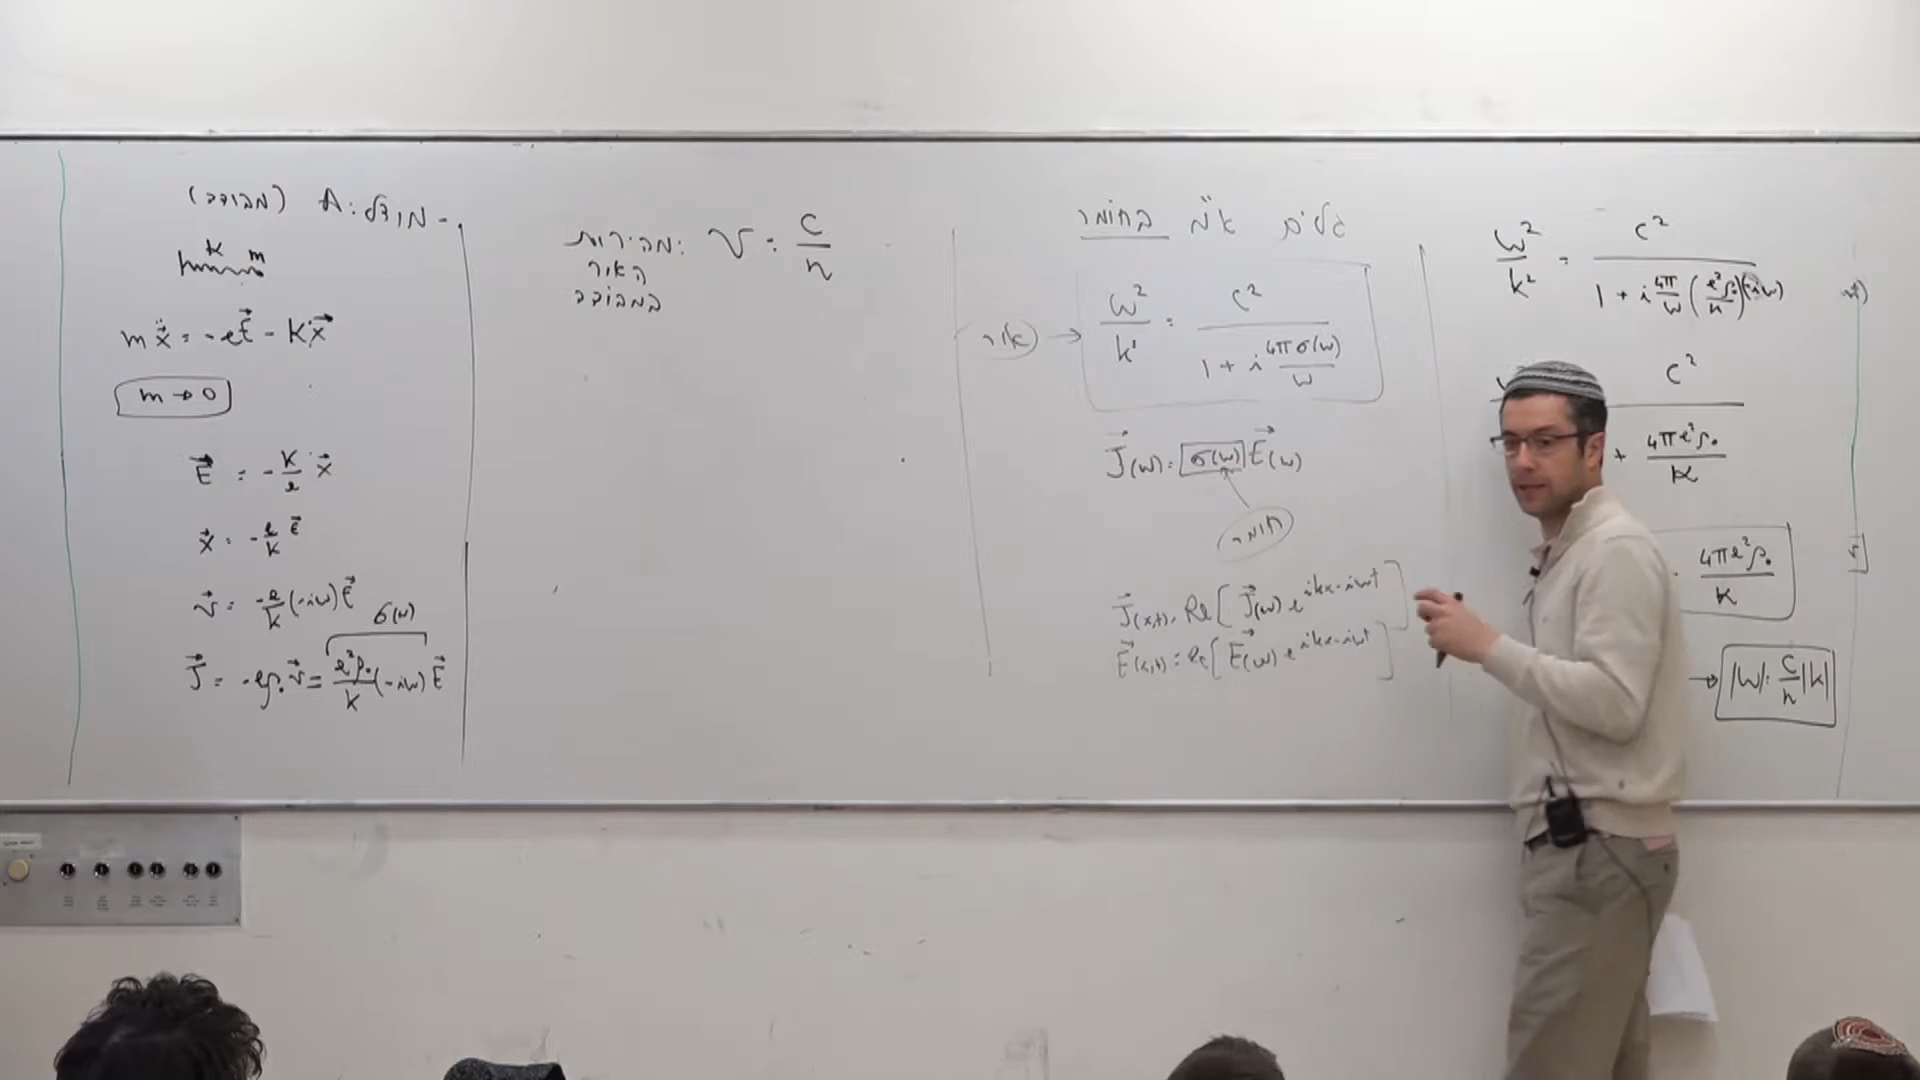 מודל A: (מבודד)
k m
m ẍ = -eE⃗ - Kx⃗
m → 0
E⃗ = -K/e x⃗
x⃗ = -e/K E⃗
v⃗ = -e/K (-iω) E⃗
σ(ω)
J⃗ = -eρ₀ v⃗ = e²ρ₀/K (-iω) E⃗
מהירות: v = c/n
האור
במבודד
גלים א"מ בחומר
אור → ω²/k² = c²/(1 + i 4πσ(ω)/ω)
J⃗(ω) = σ(ω) E⃗(ω)
חומר
J⃗(x,t) = Re[J⃗(ω) e^{ikx-iωt}]
E⃗(x,t) = Re[E⃗(ω) e^{ikx-iωt}]
ω²/k² = c²/(1 + i 4π/ω (e²ρ₀/K)(-iω))
c²
+ 4πe²ρ₀/K
4πe²ρ₀/K
→ |ω| = c/n |k|